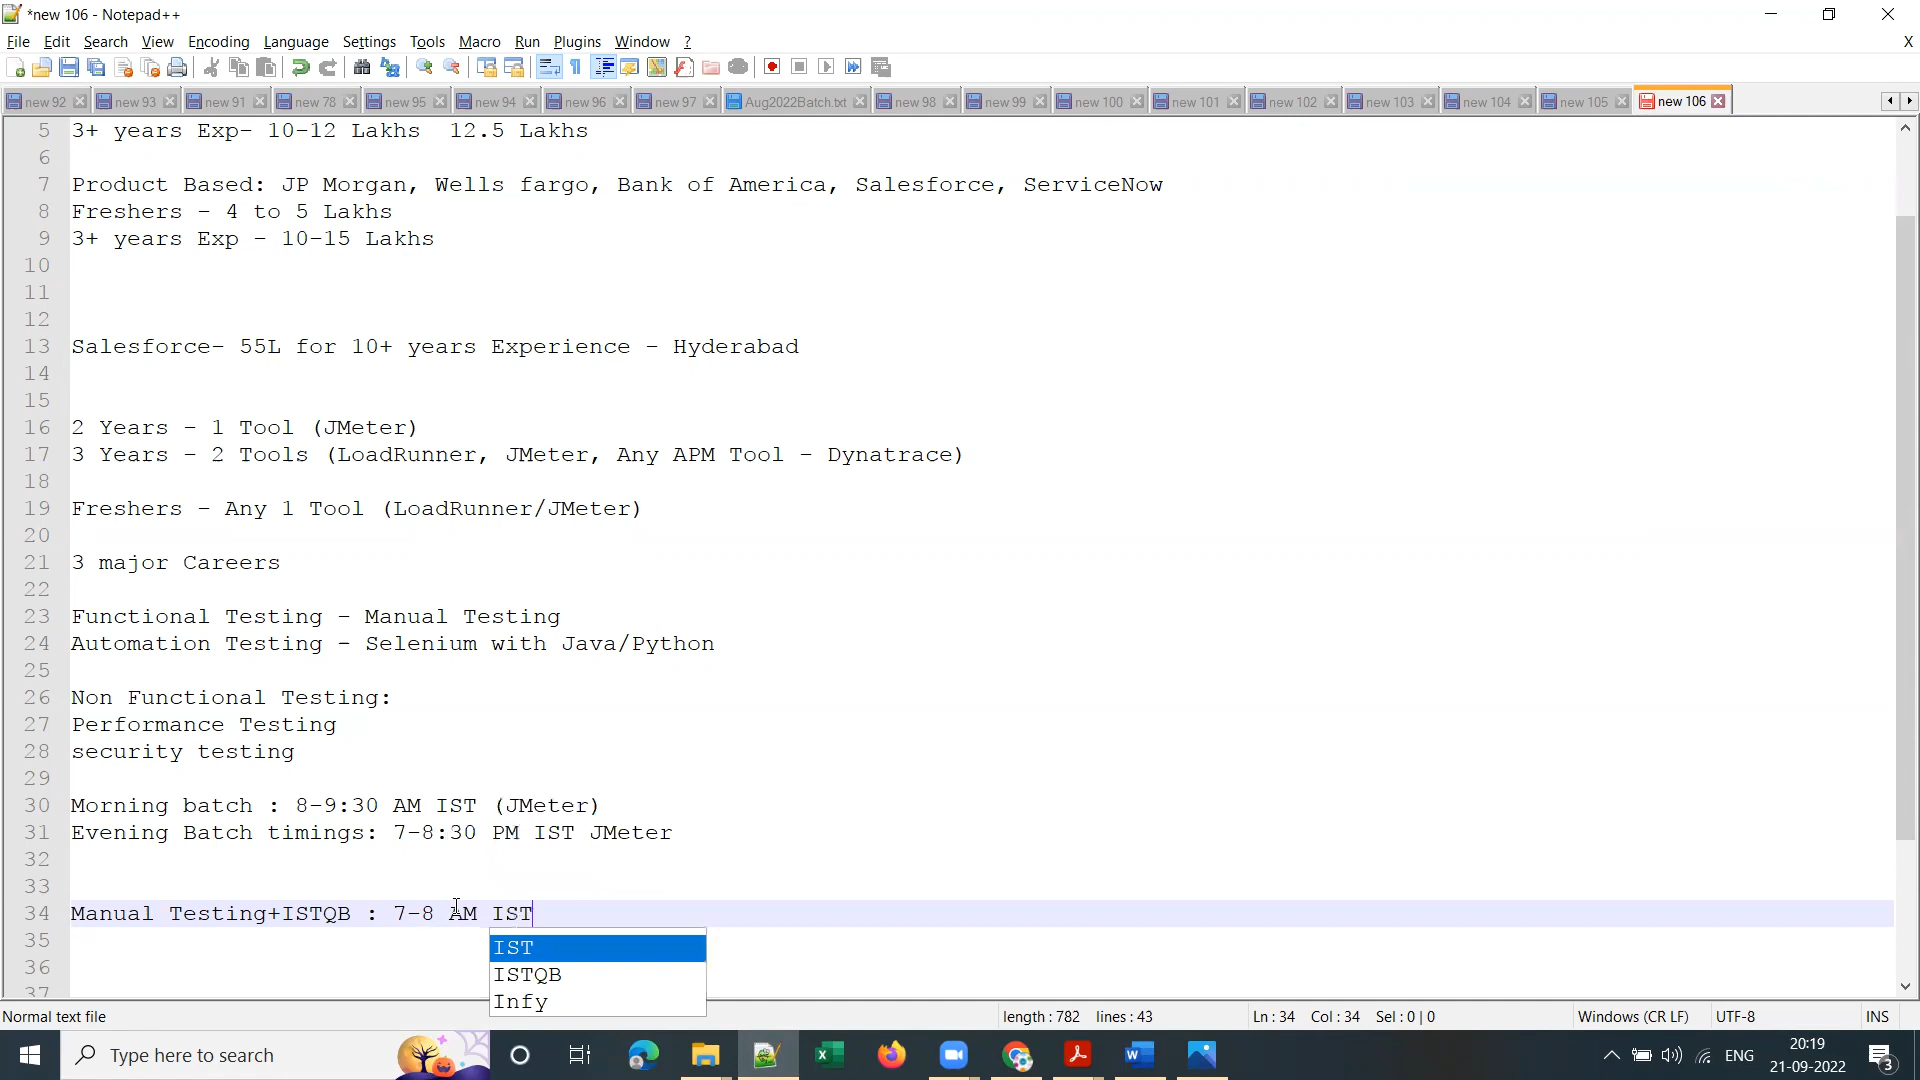 *new 106 - Notepad++
File Edit Search View Encoding Language Settings Tools Macro Run Plugins Window ?
X
new 92 new 93 new 91 new 78 new 95 new 94 new 96 new 97 Aug2022Batch.txt new 98 new 99 new 100 new 101 new 102 new 103 new 104 new 105 new 106
5 3+ years Exp- 10-12 Lakhs  12.5 Lakhs
6
7 Product Based: JP Morgan, Wells fargo, Bank of America, Salesforce, ServiceNow
8 Freshers - 4 to 5 Lakhs
9 3+ years Exp - 10-15 Lakhs
10
11
12
13 Salesforce- 55L for 10+ years Experience - Hyderabad
14
15
16 2 Years - 1 Tool (JMeter)
17 3 Years - 2 Tools (LoadRunner, JMeter, Any APM Tool - Dynatrace)
18
19 Freshers - Any 1 Tool (LoadRunner/JMeter)
20
21 3 major Careers
22
23 Functional Testing - Manual Testing
24 Automation Testing - Selenium with Java/Python
25
26 Non Functional Testing:
27 Performance Testing
28 security testing
29
30 Morning batch : 8-9:30 AM IST (JMeter)
31 Evening Batch timings: 7-8:30 PM IST JMeter
32
33
34 Manual Testing+ISTQB : 7-8 AM IST
35
IST
36
ISTQB
37
Infy
Normal text file length : 782 lines : 43 Ln : 34 Col : 34 Sel : 0 | 0 Windows (CR LF) UTF-8 INS
Type here to search
ENG
20:19
21-09-2022
3